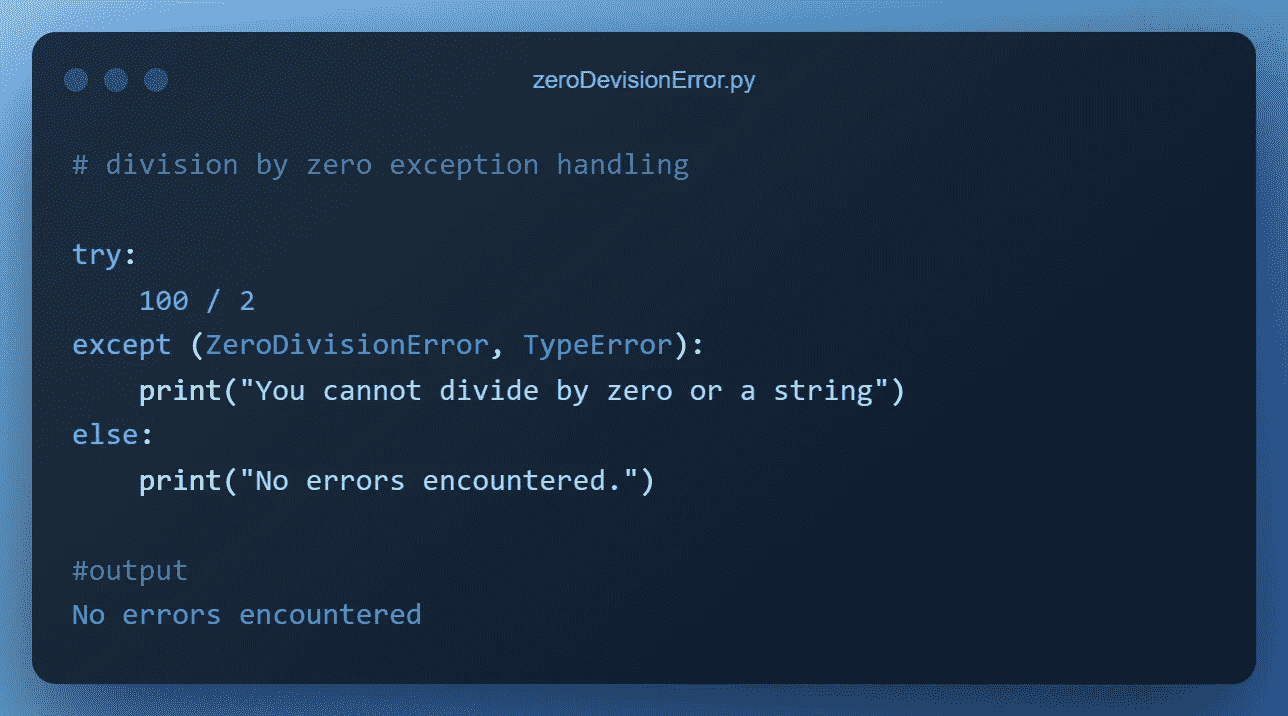 zeroDevisionError.py
# division by zero exception handling
try:
    100 / 2
except (ZeroDivisionError, TypeError):
    print("You cannot divide by zero or a string")
else:
    print("No errors encountered.")
#output
No errors encountered